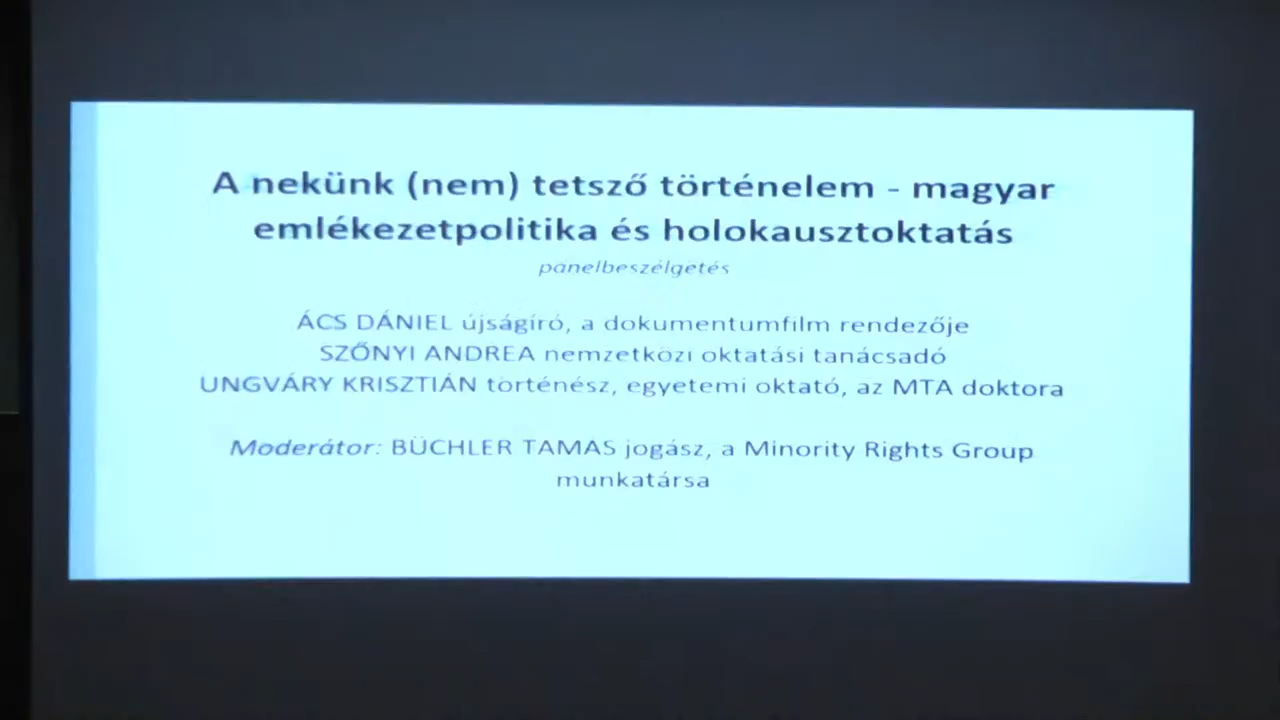 A nekünk (nem) tetsző történelem - magyar
emlékezetpolitika és holokausztoktatás
panelbeszélgetés
ÁCS DÁNIEL újságíró, a dokumentumfilm rendezője
SZŐNYI ANDREA nemzetközi oktatási tanácsadó
UNGVÁRY KRISZTIÁN történész, egyetemi oktató, az MTA doktora
Moderátor: BÜCHLER TAMAS jogász, a Minority Rights Group
munkatársa